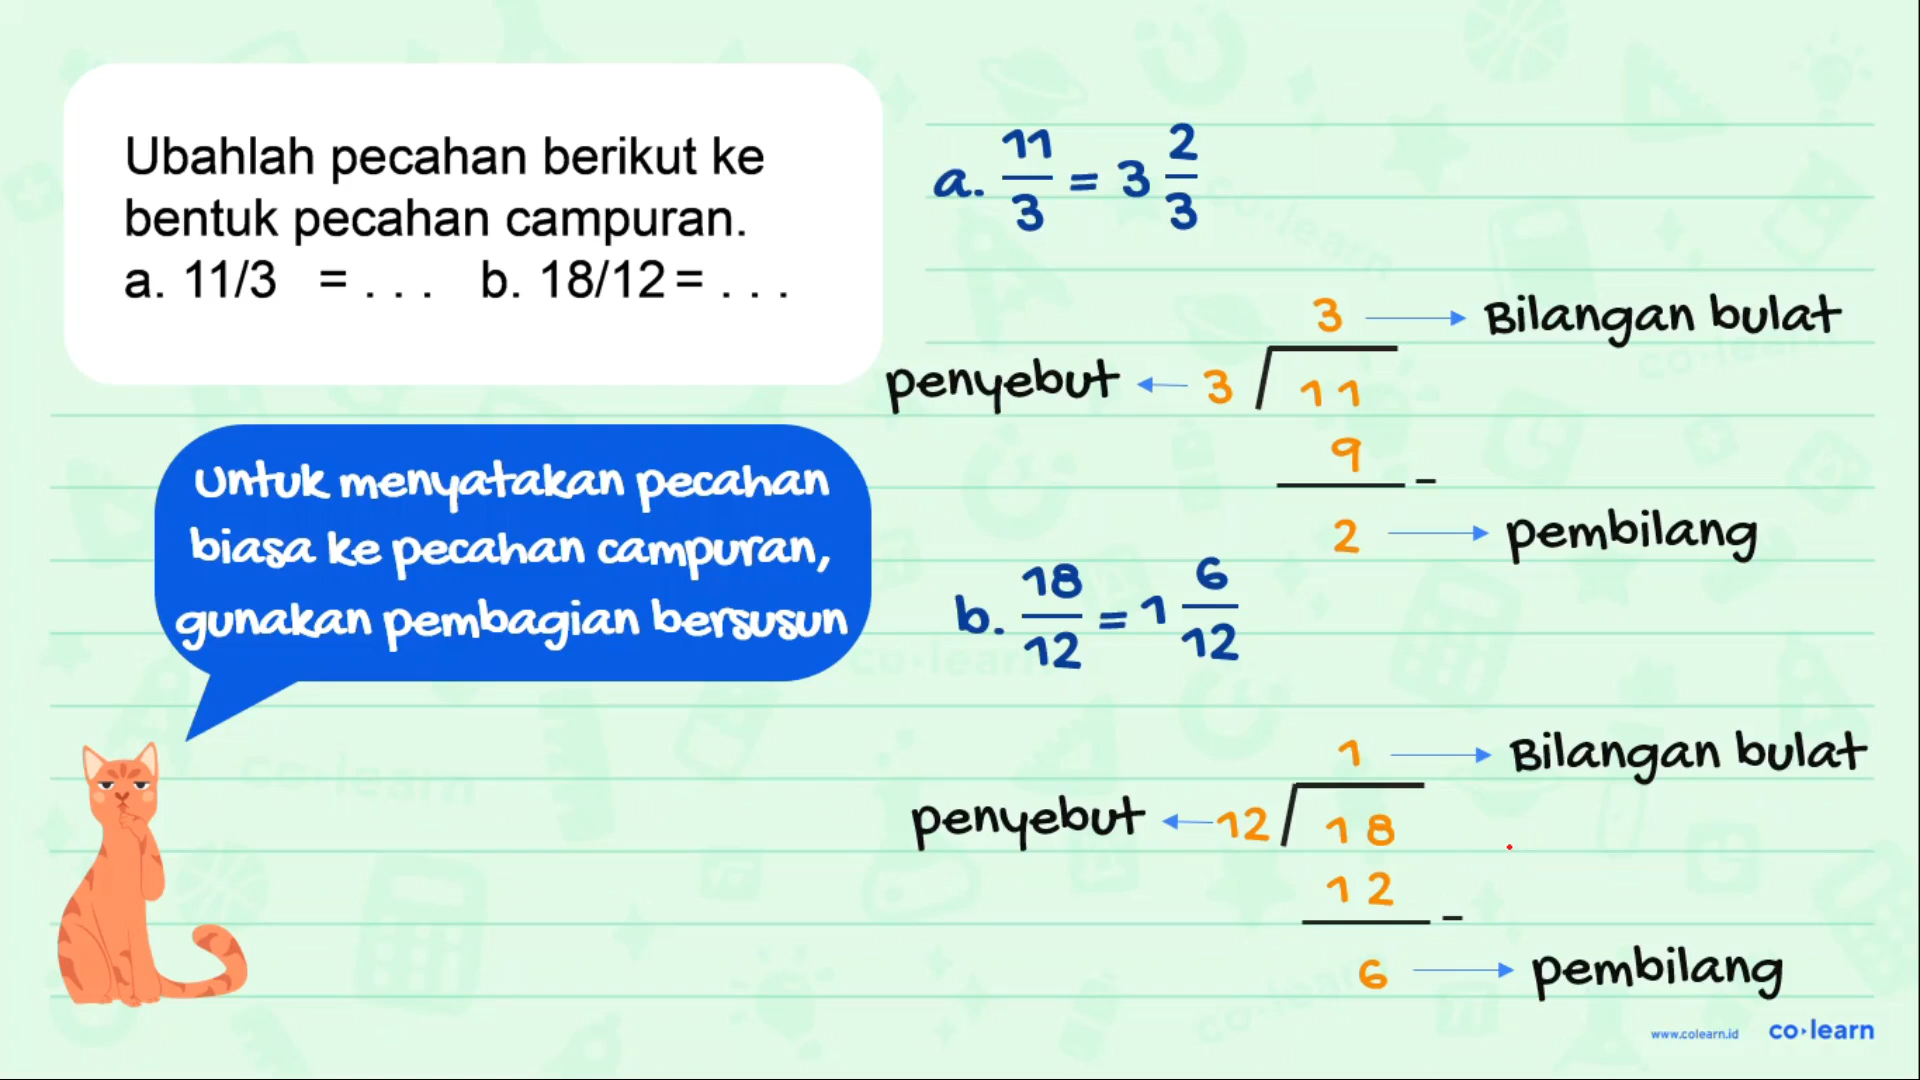 Ubahlah pecahan berikut ke
bentuk pecahan campuran.
a. 11/3 = . . . b. 18/12 = . . .
Untuk menyatakan pecahan
biasa ke pecahan campuran,
gunakan pembagian bersusun
a. 11/3 = 3 2/3
3 → Bilangan bulat
penyebut ← 3 11
9 -
2 → pembilang
b. 18/12 = 1 6/12
1 → Bilangan bulat
penyebut ← 12 18
12 -
6 → pembilang
www.colearn.id co·learn